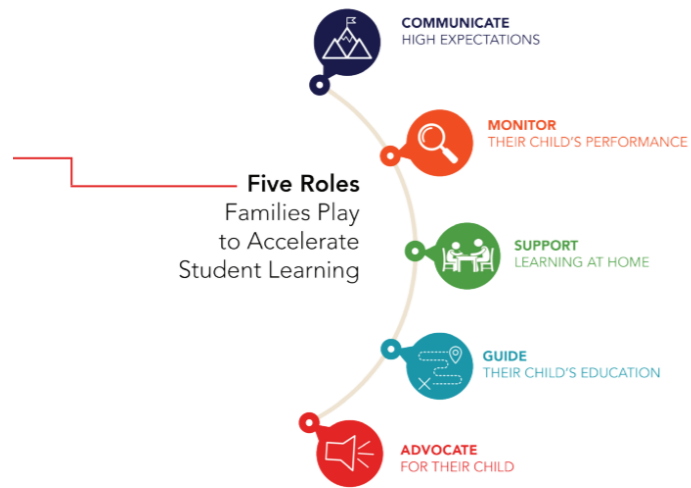 COMMUNICATE
HIGH EXPECTATIONS
MONITOR
THEIR CHILD'S PERFORMANCE
Five Roles
Families Play
to Accelerate
Student Learning
SUPPORT
LEARNING AT HOME
GUIDE
THEIR CHILD'S EDUCATION
ADVOCATE
FOR THEIR CHILD